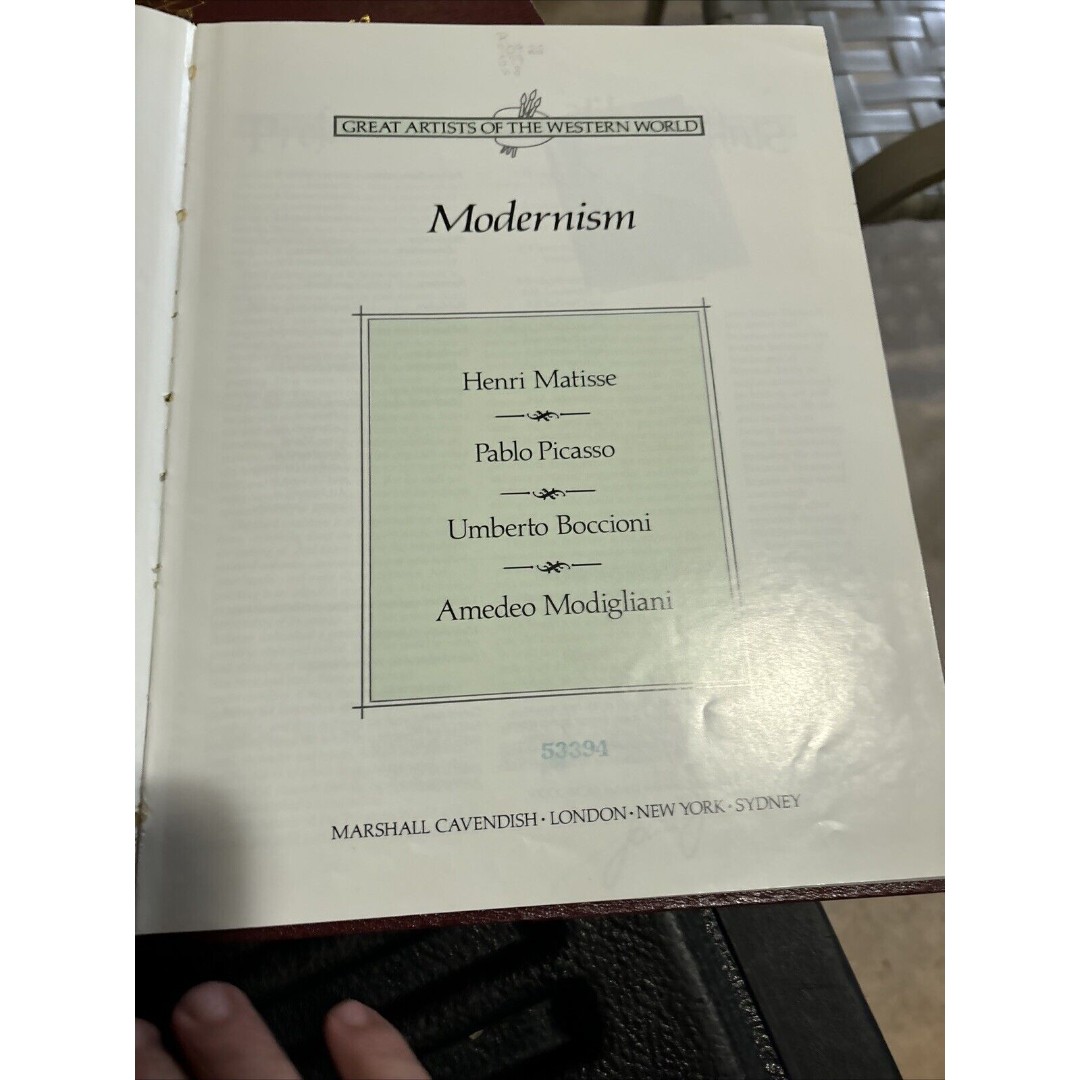 GREAT ARTISTS OF THE WESTERN WORLD
Modernism
Henri Matisse
Pablo Picasso
Umberto Boccioni
Amedeo Modigliani
53394
MARSHALL CAVENDISH · LONDON · NEW YORK · SYDNEY